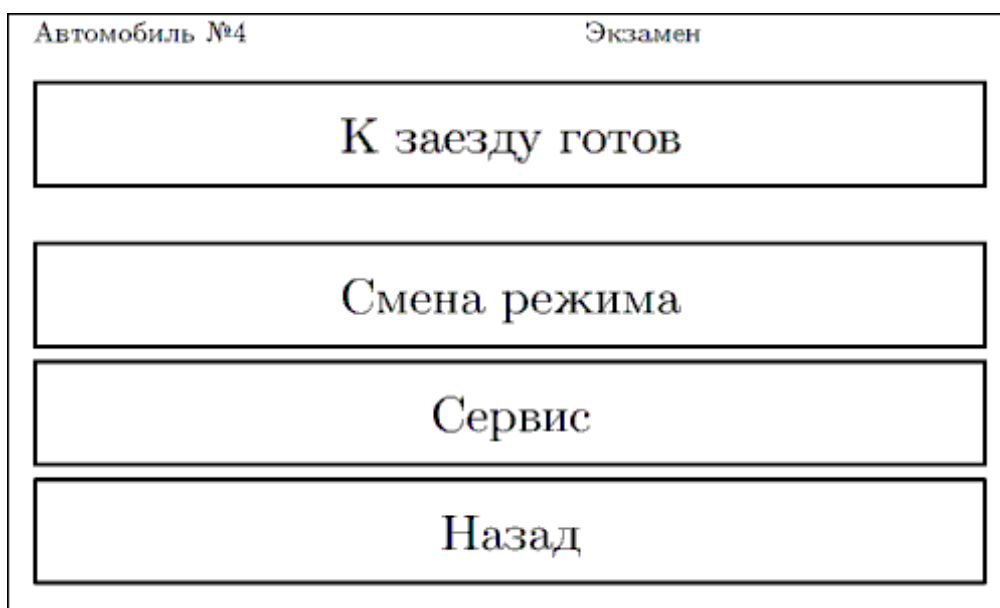 Автомобиль №4 Экзамен
К заезду готов
Смена режима
Сервис
Назад